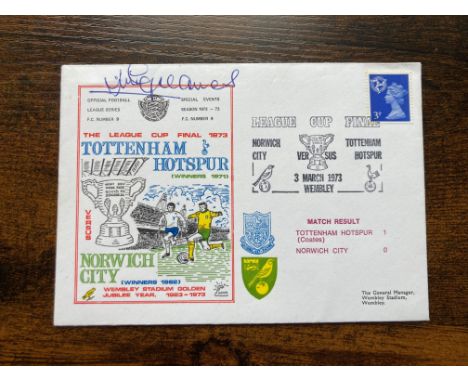 OFFICIAL FOOTBALL
LEAGUE SERIES
F.C. NUMBER 9
SPECIAL EVENTS
SEASON 1972 - 73
F.C. NUMBER 9
THE LEAGUE CUP FINAL 1973
TOTTENHAM
HOTSPUR
(WINNERS 1971)
VERSUS
NORWICH
CITY
(WINNERS 1962)
WEMBLEY STADIUM GOLDEN
JUBILEE YEAR, 1923-1973
3p
LEAGUE CUP FINAL
NORWICH
CITY
VERSUS
TOTTENHAM
HOTSPUR
3 MARCH 1973
WEMBLEY
MATCH RESULT
TOTTENHAM HOTSPUR 1
(Coates)
NORWICH CITY 0
The General Manager,
Wembley Stadium,
Wembley.